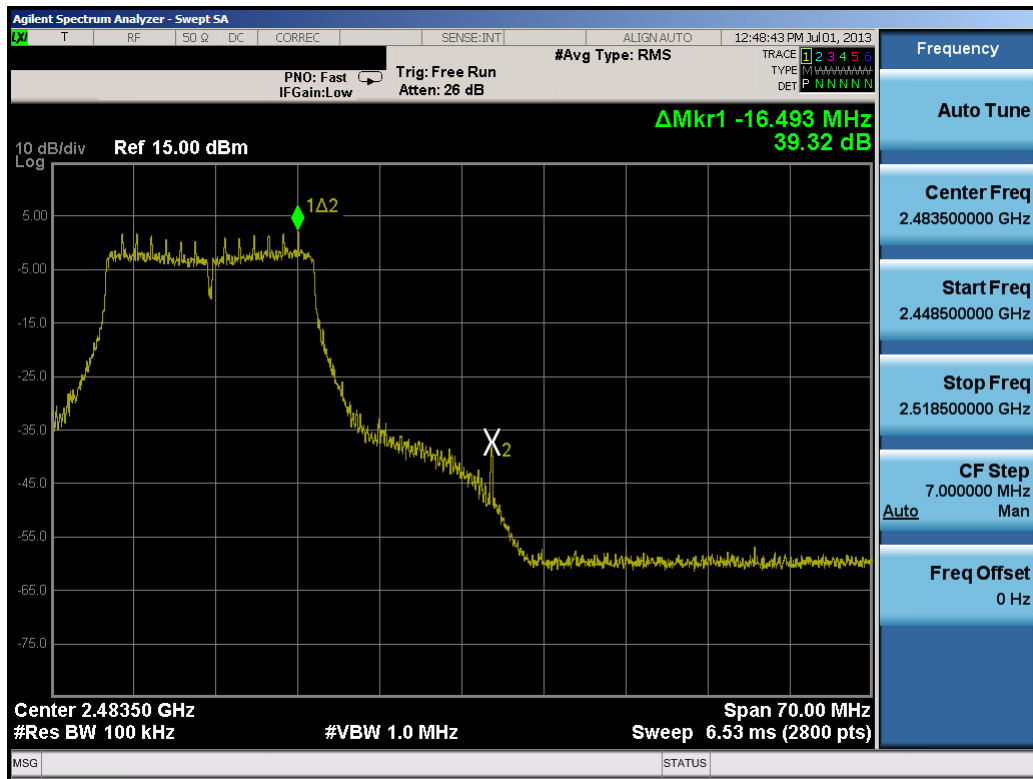 Agilent Spectrum Analyzer - Swept SA
LXI T RF 50 Ω DC CORREC SENSE:INT ALIGN AUTO 12:48:43 PM Jul 01, 2013
#Avg Type: RMS TRACE 1 2 3 4 5 6
PNO: Fast Trig: Free Run TYPE M W W W W W
IFGain:Low Atten: 26 dB DET P N N N N N
ΔMkr1 -16.493 MHz
39.32 dB
10 dB/div Ref 15.00 dBm
Log
1Δ2
5.00
-5.00
-15.0
-25.0
-35.0
X2
-45.0
-55.0
-65.0
-75.0
Center 2.48350 GHz Span 70.00 MHz
#Res BW 100 kHz #VBW 1.0 MHz Sweep 6.53 ms (2800 pts)
MSG STATUS
Frequency
Auto Tune
Center Freq
2.483500000 GHz
Start Freq
2.448500000 GHz
Stop Freq
2.518500000 GHz
CF Step
7.000000 MHz
Auto Man
Freq Offset
0 Hz